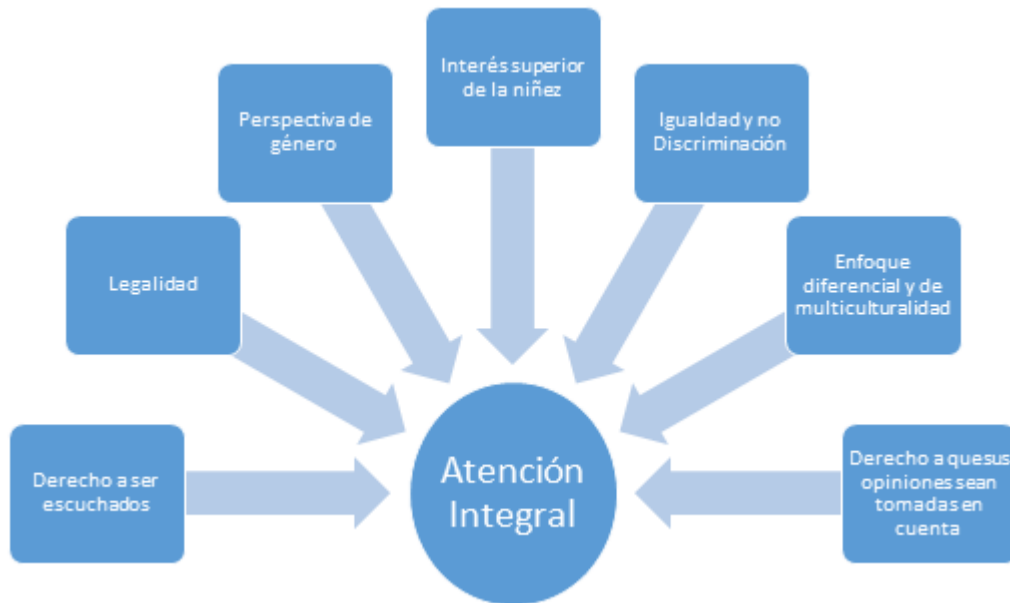 Interés superior
de la niñez
Perspectiva de
género
Igualdad y no
Discriminación
Legalidad
Enfoque
diferencial y de
multiculturalidad
Derecho a ser
escuchados
Atención
Integral
Derecho a quesus
opiniones sean
tomadas en
cuenta